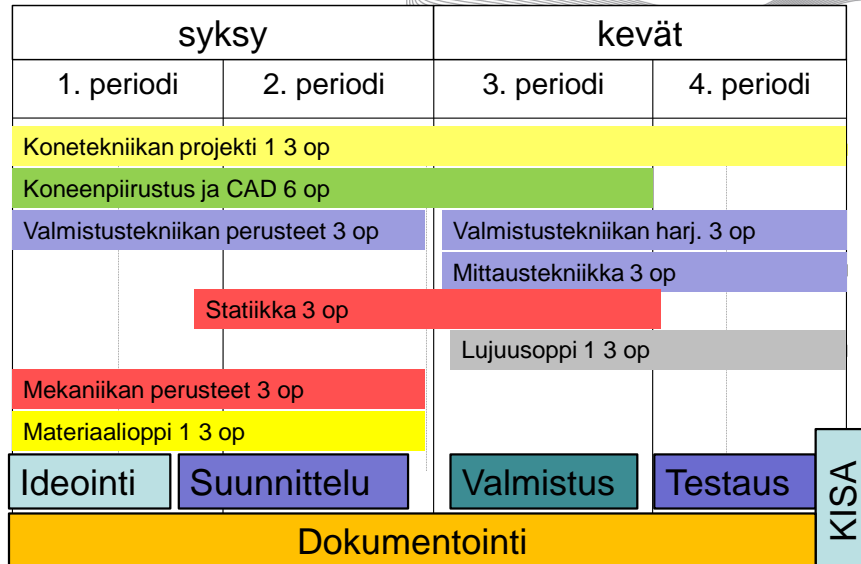 syksy kevät
1. periodi 2. periodi 3. periodi 4. periodi
Konetekniikan projekti 1 3 op
Koneenpiirustus ja CAD 6 op
Valmistustekniikan perusteet 3 op Valmistustekniikan harj. 3 op
Mittaustekniikka 3 op
Statiikka 3 op
Lujuusoppi 1 3 op
Mekaniikan perusteet 3 op
Materiaalioppi 1 3 op
Ideointi Suunnittelu Valmistus Testaus KISA
Dokumentointi